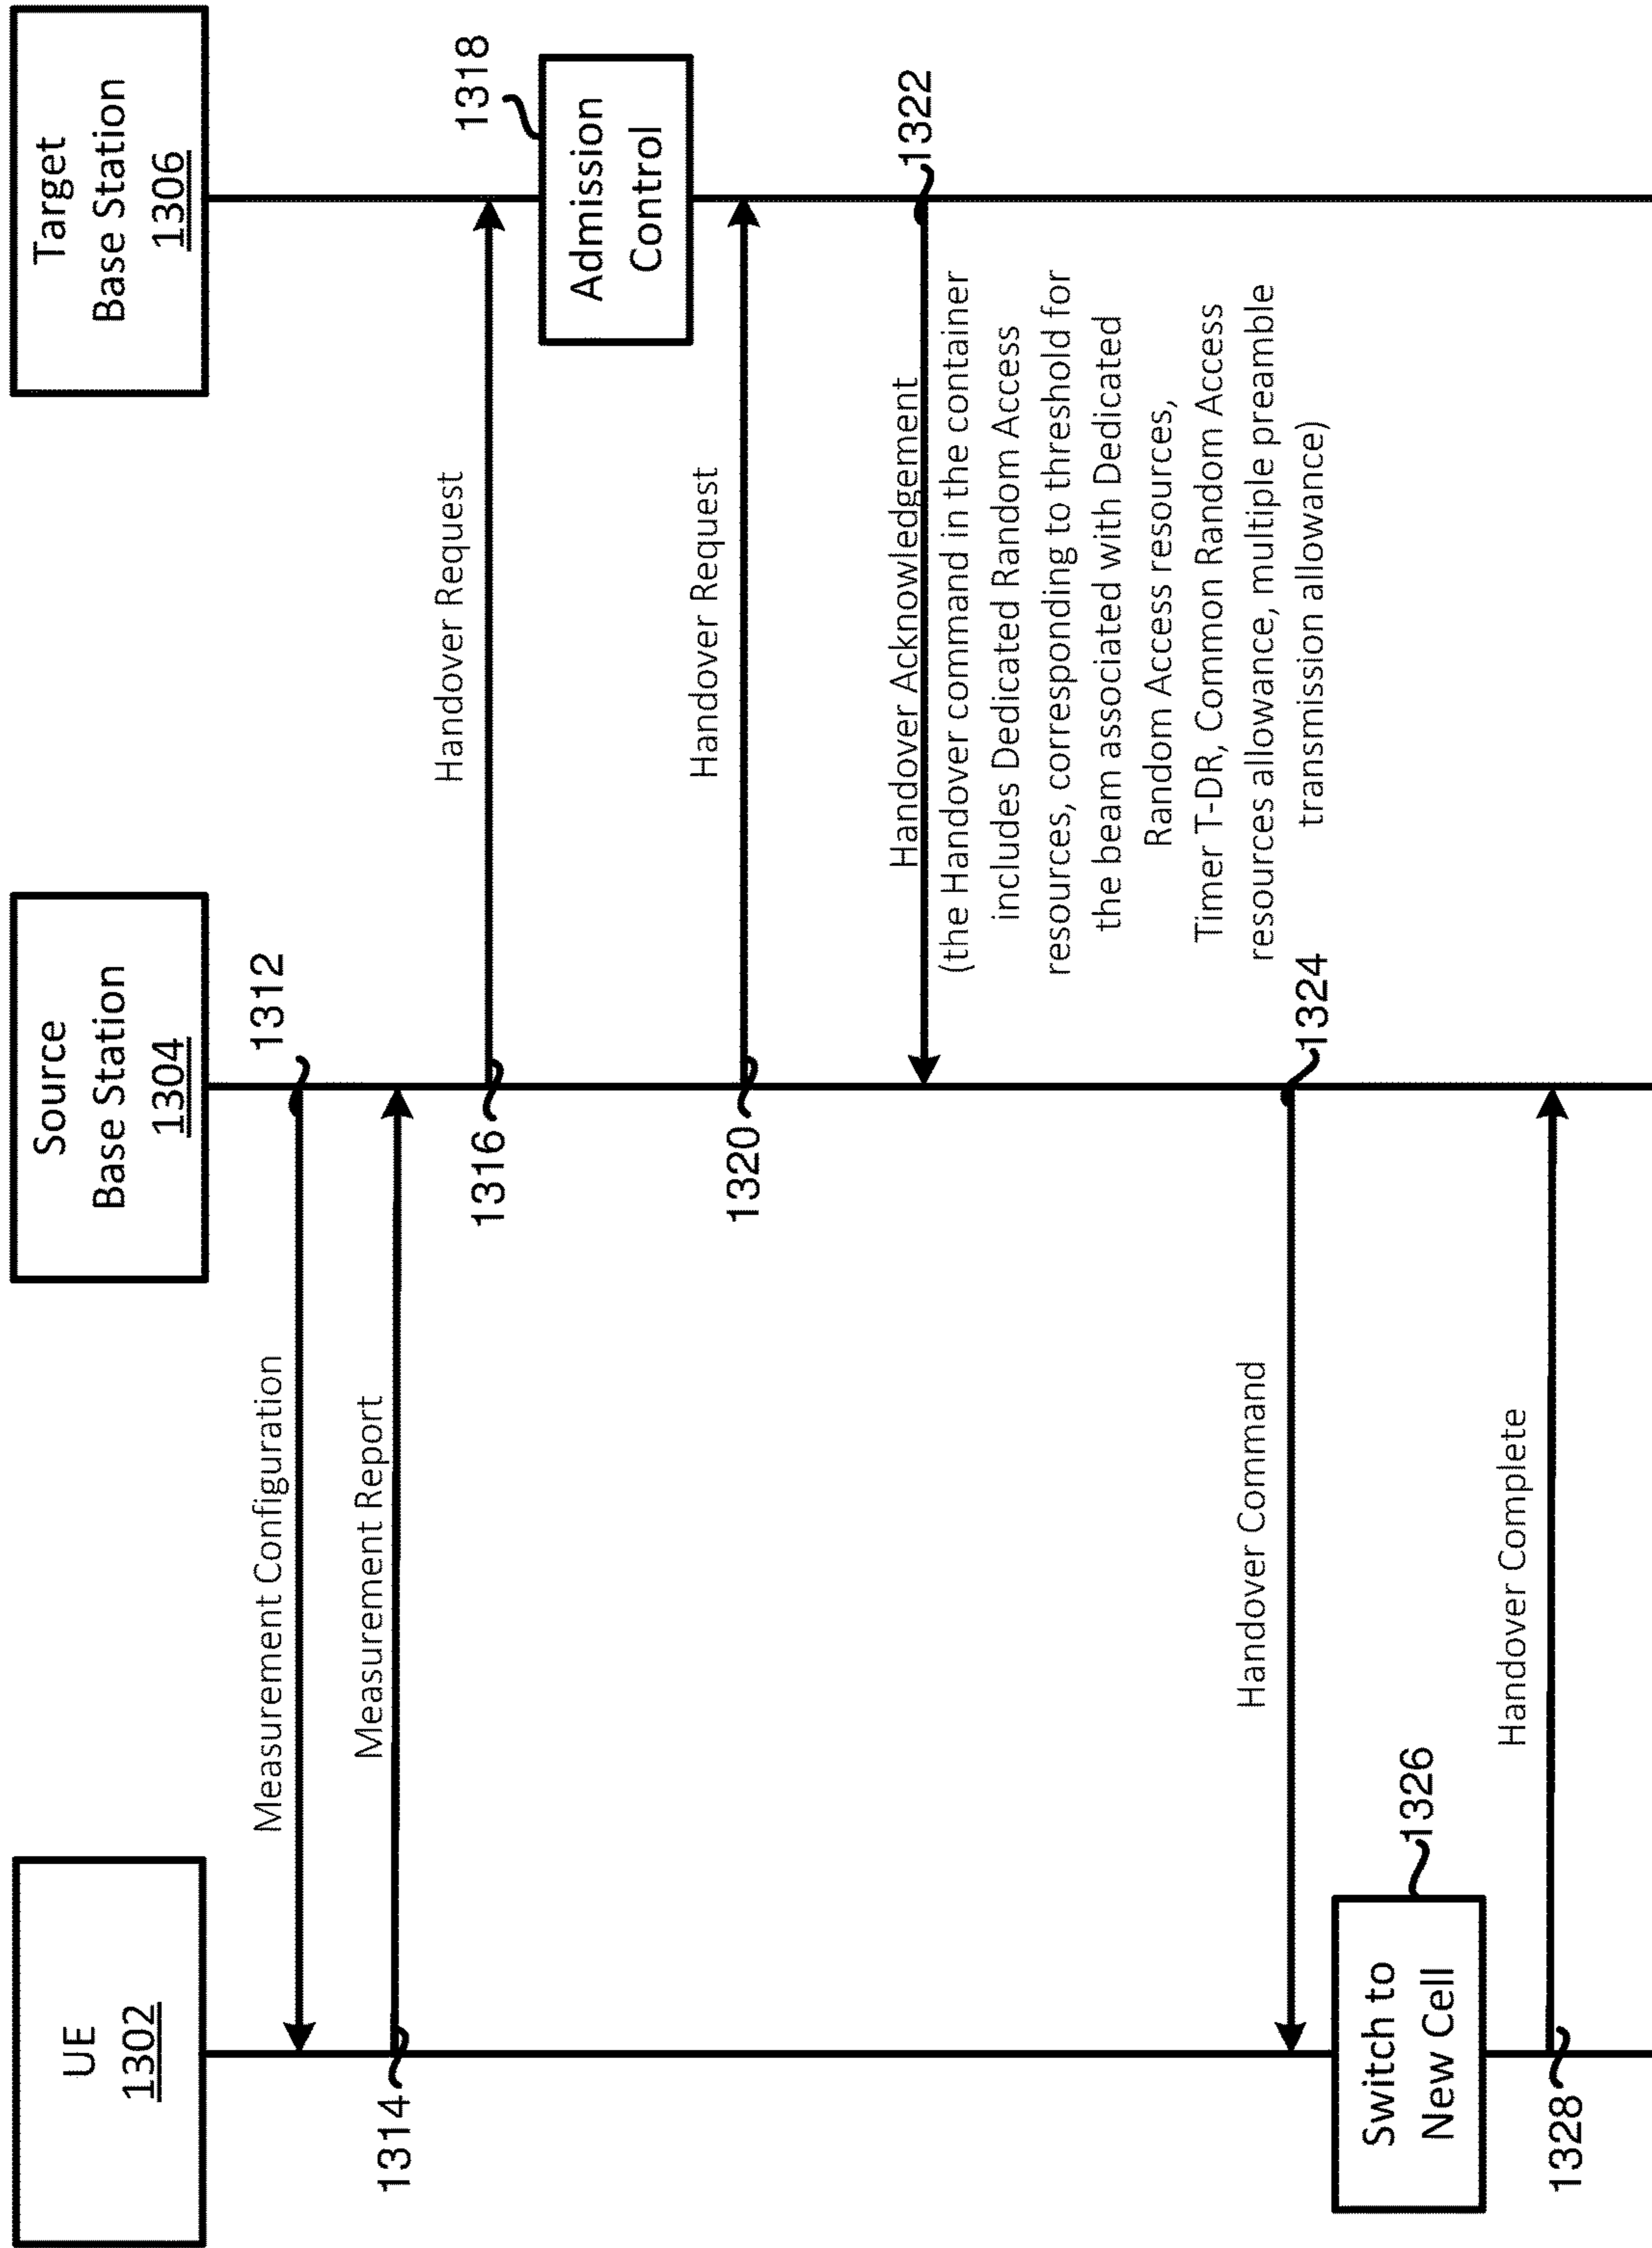 UE
1302
Source
Base Station
1304
Target
Base Station
1306
Measurement Configuration
1312
Measurement Report
1314
Handover Request
1316
Admission
Control
1318
Handover Request
1320
Handover Acknowledgement
1322
(the Handover command in the container
includes Dedicated Random Access
resources, corresponding to threshold for
the beam associated with Dedicated
Random Access resources,
Timer T-DR, Common Random Access
resources allowance, multiple preamble
transmission allowance)
Handover Command
1324
Switch to
New Cell
1326
Handover Complete
1328